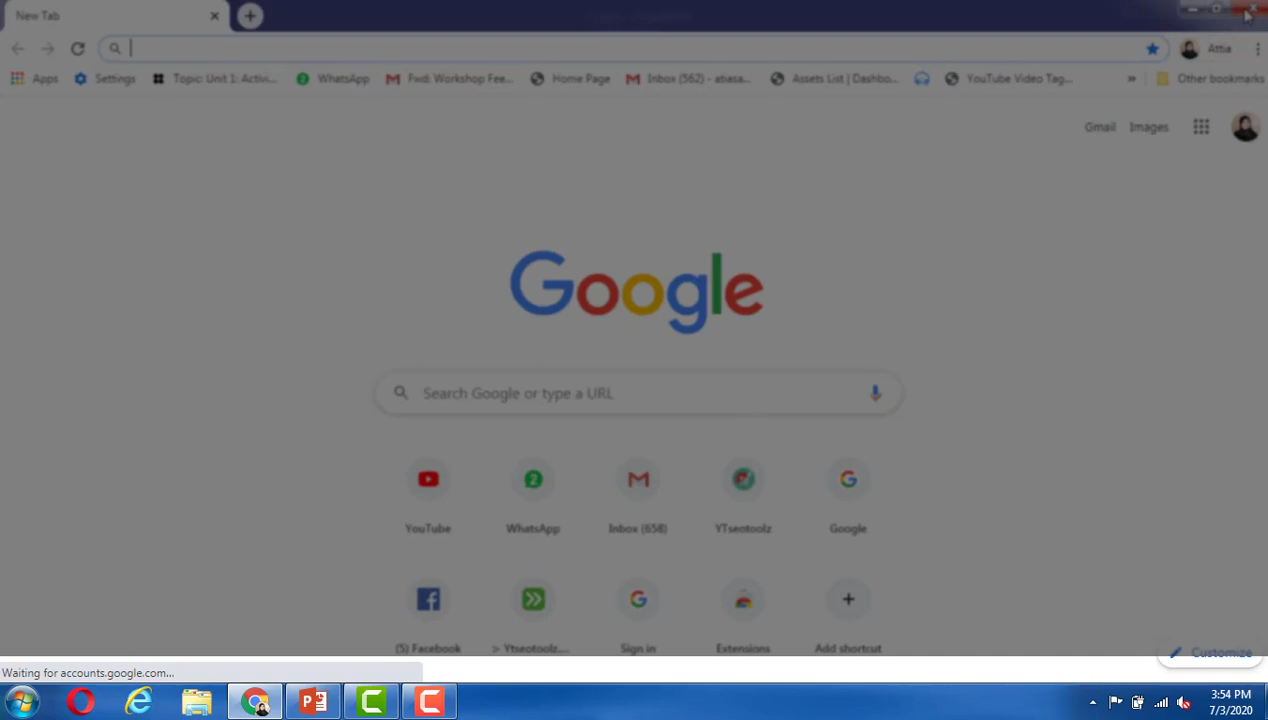 New Tab
Attia
Apps Settings Topic: Unit 1: Activi... WhatsApp Fwd: Workshop Fee... Home Page Inbox (562) - atiasa... Assets List | Dashbo... YouTube Video Tag... » Other bookmarks
Gmail Images
Google
Search Google or type a URL
YouTube WhatsApp Inbox (658) YTseotoolz Google
(5) Facebook > Ytseotoolz.... Sign in Extensions Add shortcut
Customize
Waiting for accounts.google.com...
3:54 PM
7/3/2020